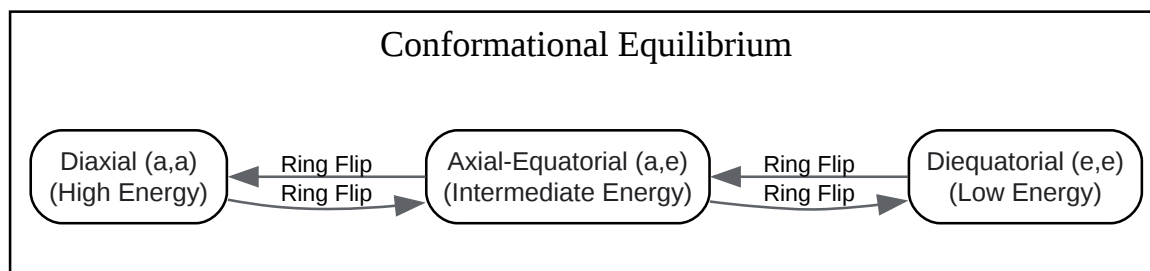 Conformational Equilibrium
Diaxial (a,a)
(High Energy)
Ring Flip
Ring Flip
Axial-Equatorial (a,e)
(Intermediate Energy)
Ring Flip
Ring Flip
Diequatorial (e,e)
(Low Energy)